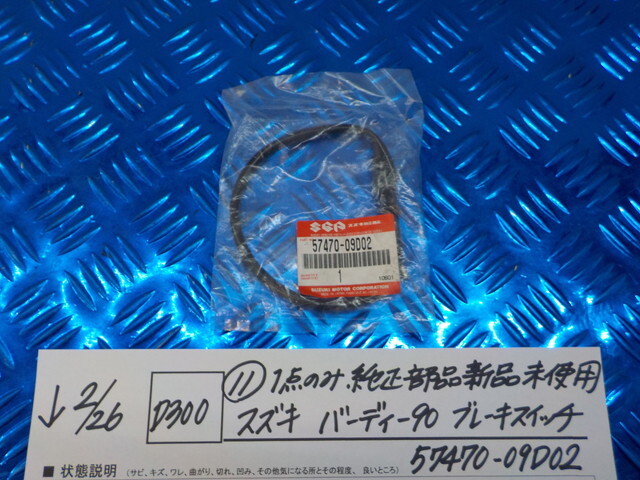 SGP
57470-09D02
1
10601
SUZUKI MOTOR CORPORATION
↓2/26 D300 ⑪1点のみ.純正部品新品未使用
スズキ バーディー90 ブレーキスイッチ
57470-09D02
■ 状態説明 (サビ、キズ、ワレ、曲がり、切れ、凹み、その他気になる所とその程度、良いところ)